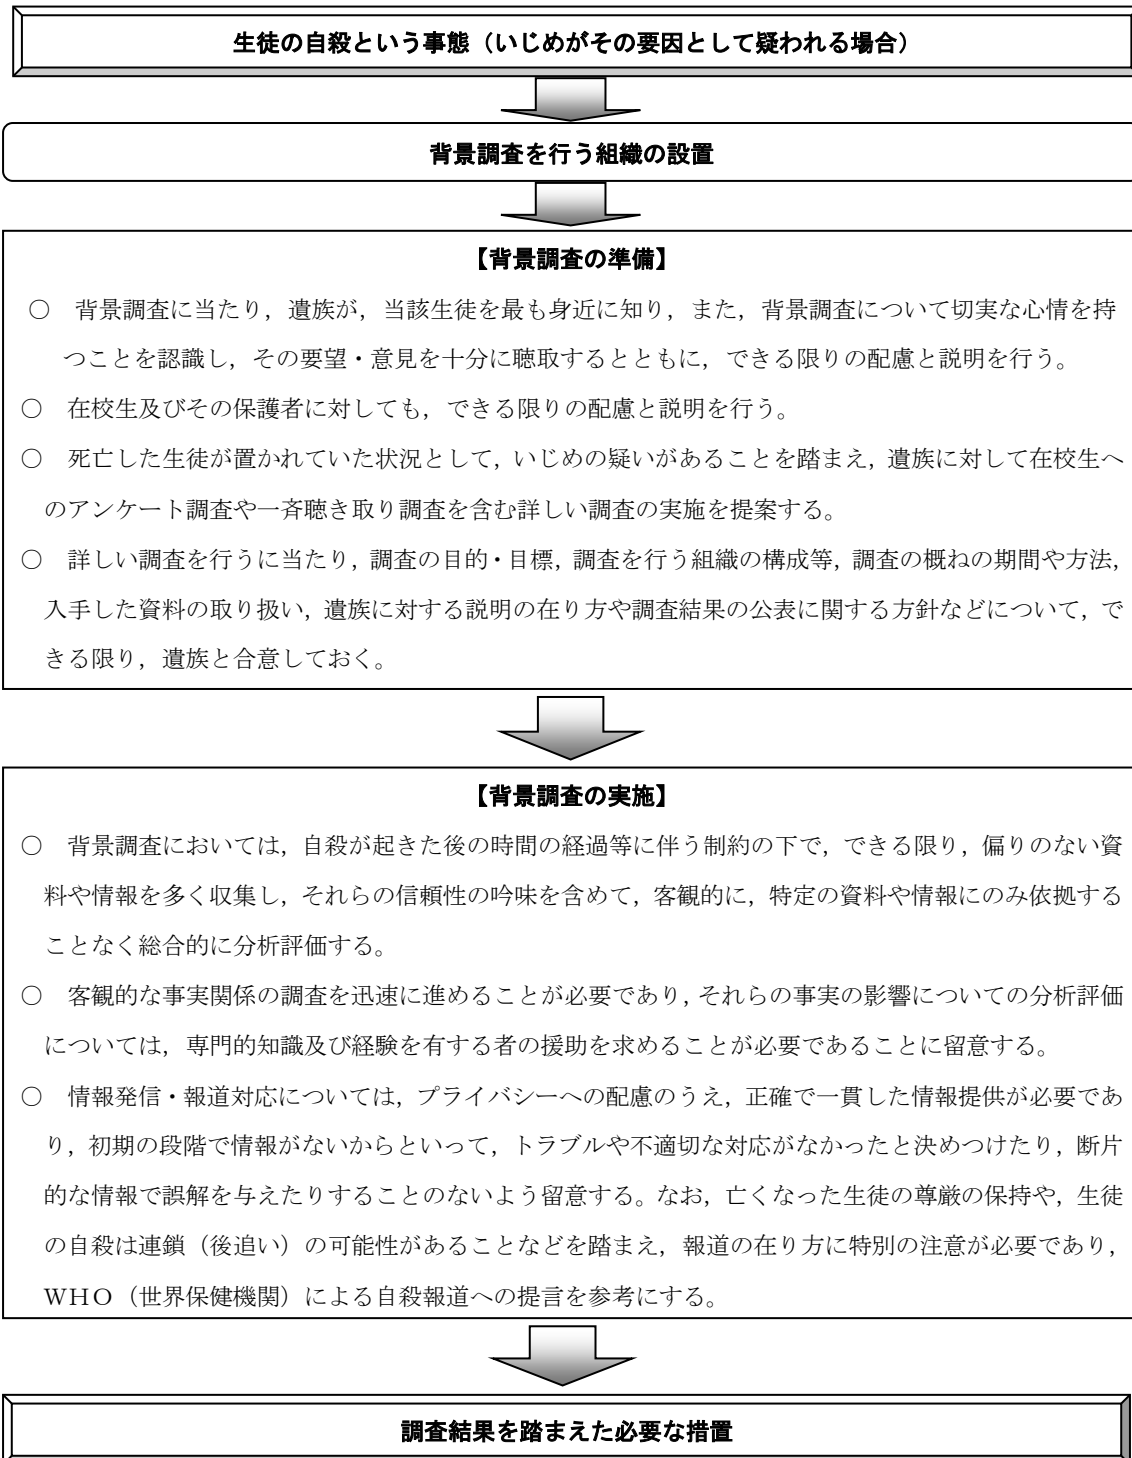 生徒の自殺という事態（いじめがその要因として疑われる場合）
背景調査を行う組織の設置
【背景調査の準備】
○　背景調査に当たり，遺族が，当該生徒を最も身近に知り，また，背景調査について切実な心情を持
つことを認識し，その要望・意見を十分に聴取するとともに，できる限りの配慮と説明を行う。
○　在校生及びその保護者に対しても，できる限りの配慮と説明を行う。
○　死亡した生徒が置かれていた状況として，いじめの疑いがあることを踏まえ，遺族に対して在校生へ
のアンケート調査や一斉聴き取り調査を含む詳しい調査の実施を提案する。
○　詳しい調査を行うに当たり，調査の目的・目標，調査を行う組織の構成等，調査の概ねの期間や方法，
入手した資料の取り扱い，遺族に対する説明の在り方や調査結果の公表に関する方針などについて，で
きる限り，遺族と合意しておく。
【背景調査の実施】
○　背景調査においては，自殺が起きた後の時間の経過等に伴う制約の下で，できる限り，偏りのない資
料や情報を多く収集し，それらの信頼性の吟味を含めて，客観的に，特定の資料や情報にのみ依拠する
ことなく総合的に分析評価する。
○　客観的な事実関係の調査を迅速に進めることが必要であり，それらの事実の影響についての分析評価
については，専門的知識及び経験を有する者の援助を求めることが必要であることに留意する。
○　情報発信・報道対応については，プライバシーへの配慮のうえ，正確で一貫した情報提供が必要であ
り，初期の段階で情報がないからといって，トラブルや不適切な対応がなかったと決めつけたり，断片
的な情報で誤解を与えたりすることのないよう留意する。なお，亡くなった生徒の尊厳の保持や，生徒
の自殺は連鎖（後追い）の可能性があることなどを踏まえ，報道の在り方に特別の注意が必要であり，
ＷＨＯ（世界保健機関）による自殺報道への提言を参考にする。
調査結果を踏まえた必要な措置